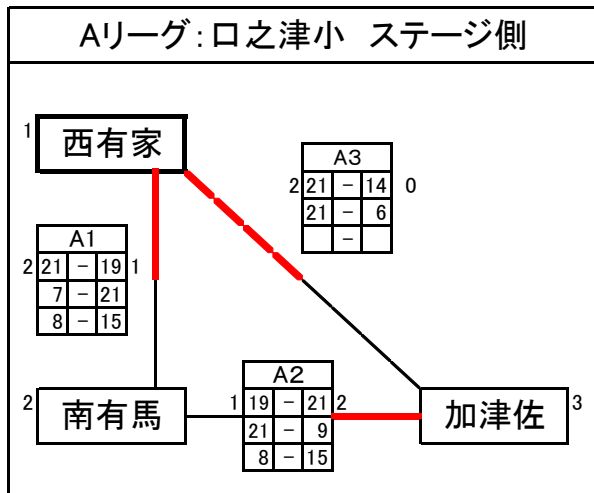 Aリーグ:口之津小 ステージ側
1 西有家
A3
2 21 - 14 0
21 - 6
-
A1
2 21 - 19 1
7 - 21
8 - 15
A2
1 19 - 21 2
21 - 9
8 - 15
2 南有馬
加津佐 3